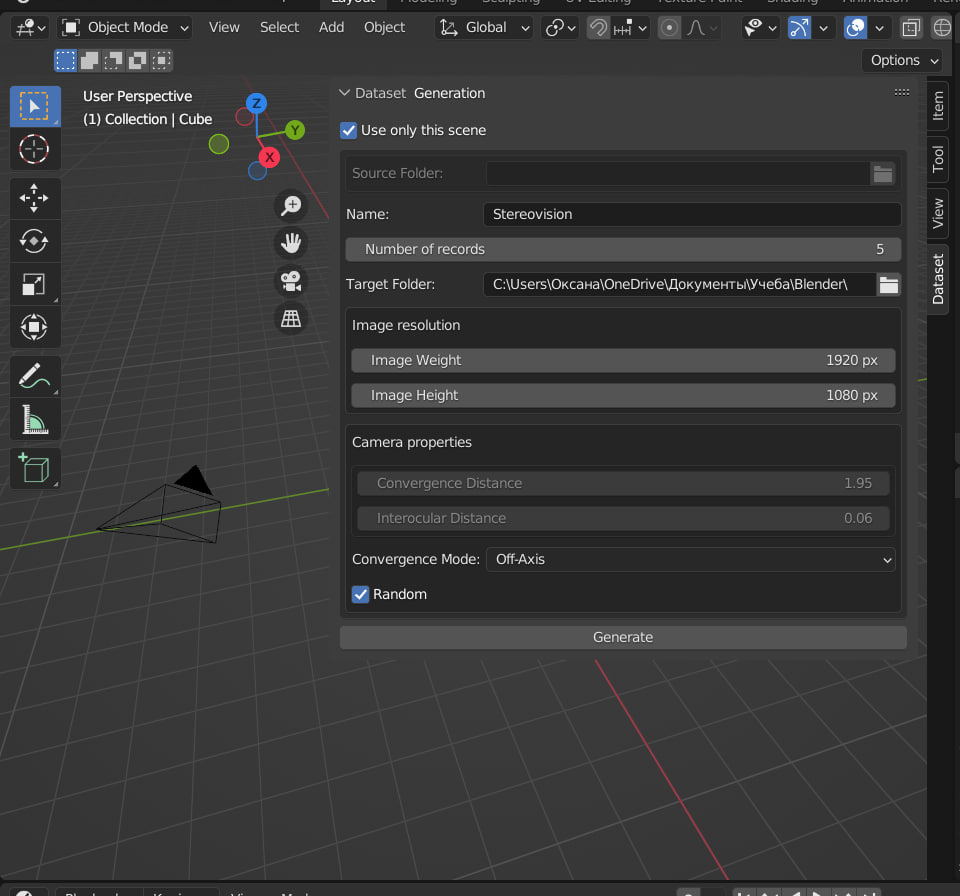 Layout
Object Mode View Select Add Object Global
Options
User Perspective
(1) Collection | Cube
Z
Y
X
Dataset Generation
Use only this scene
Source Folder:
Name: Stereovision
Number of records 5
Target Folder: C:\Users\Оксана\OneDrive\Документы\Учеба\Blender\
Image resolution
Image Weight 1920 px
Image Height 1080 px
Camera properties
Convergence Distance 1.95
Interocular Distance 0.06
Convergence Mode: Off-Axis
Random
Generate
Item
Tool
View
Dataset